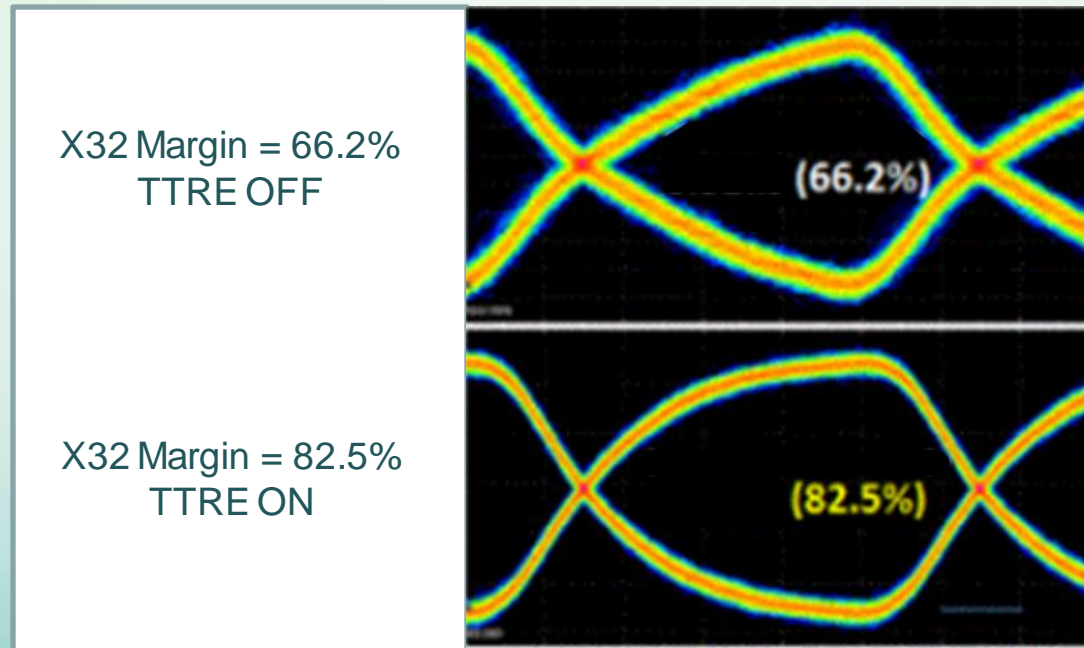 X32 Margin = 66.2%
TTRE OFF
(66.2%)
X32 Margin = 82.5%
TTRE ON
(82.5%)